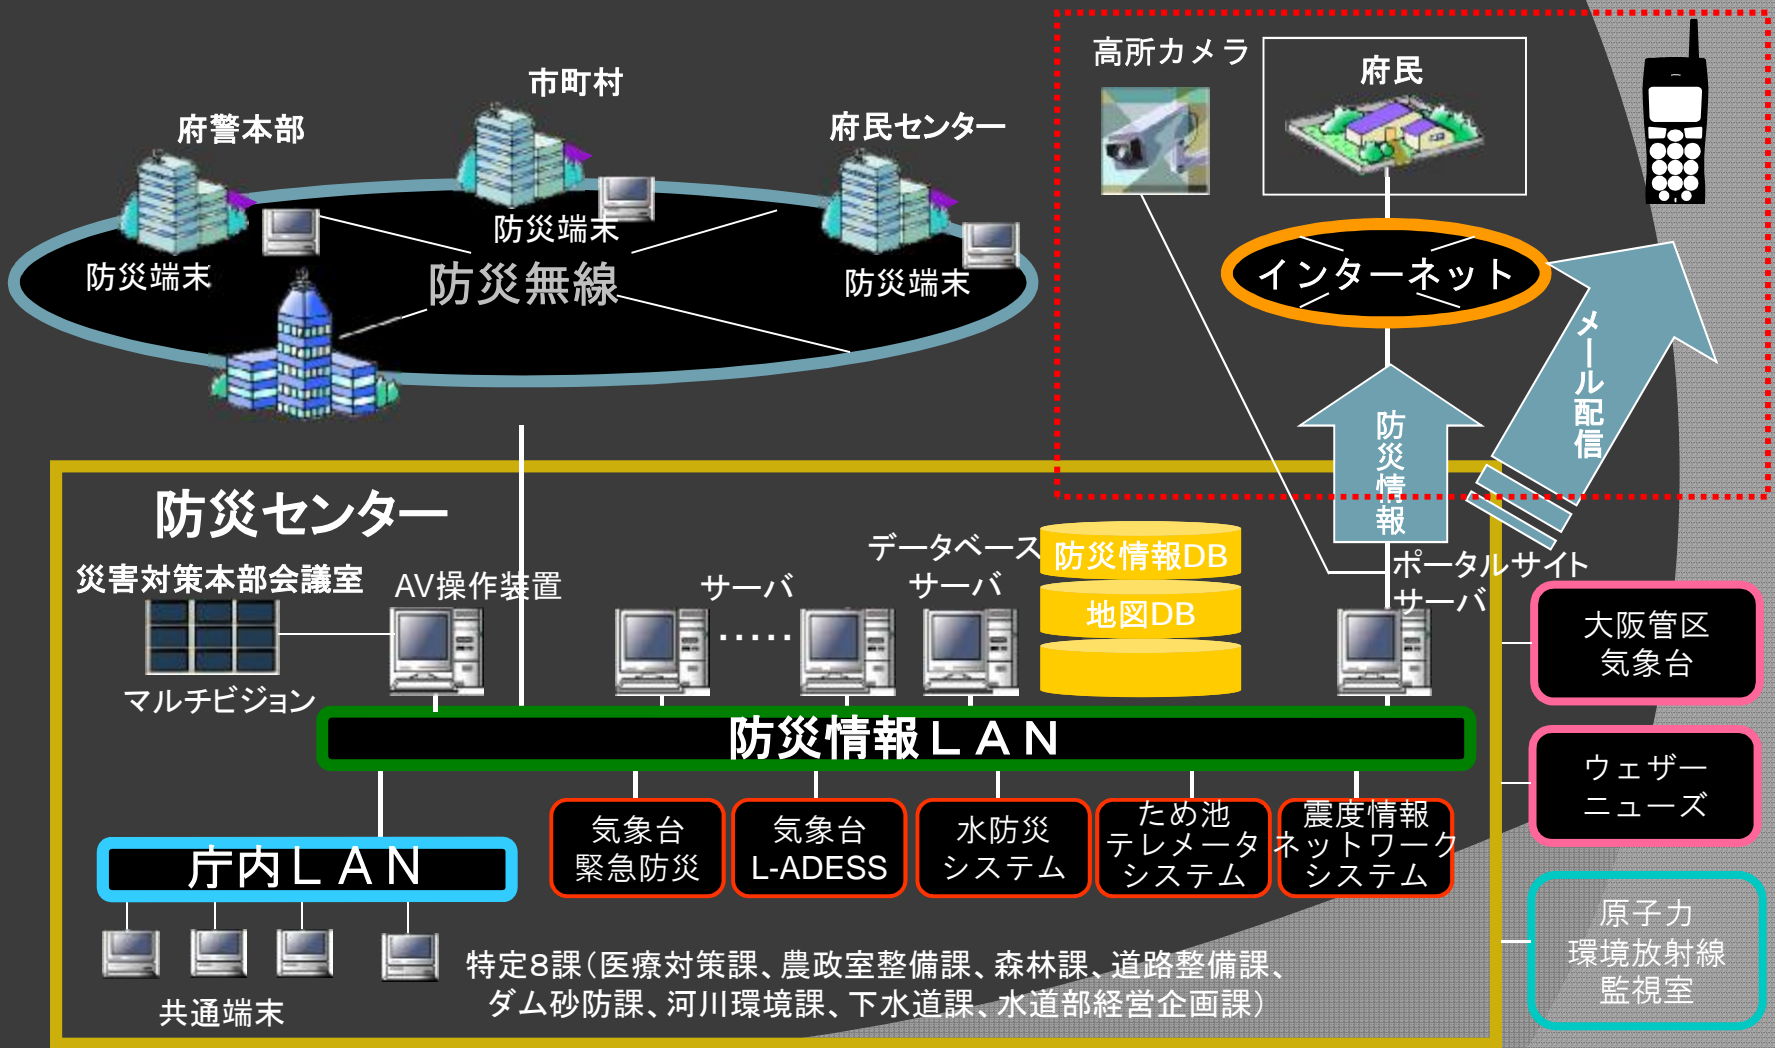 高所カメラ
府民
市町村
府警本部
府民センター
防災端末
防災端末
防災端末
防災無線
インターネット
メール配信
防災情報
防災センター
災害対策本部会議室
AV操作装置
サーバ
・・・・・
データベース
サーバ
防災情報DB
地図DB
ポータルサイト
サーバ
マルチビジョン
防災情報ＬＡＮ
大阪管区
気象台
ウェザー
ニューズ
原子力
環境放射線
監視室
気象台
緊急防災
気象台
L-ADESS
水防災
システム
ため池
テレメータ
システム
震度情報
ネットワーク
システム
庁内ＬＡＮ
共通端末
特定8課(医療対策課、農政室整備課、森林課、道路整備課、
ダム砂防課、河川環境課、下水道課、水道部経営企画課)